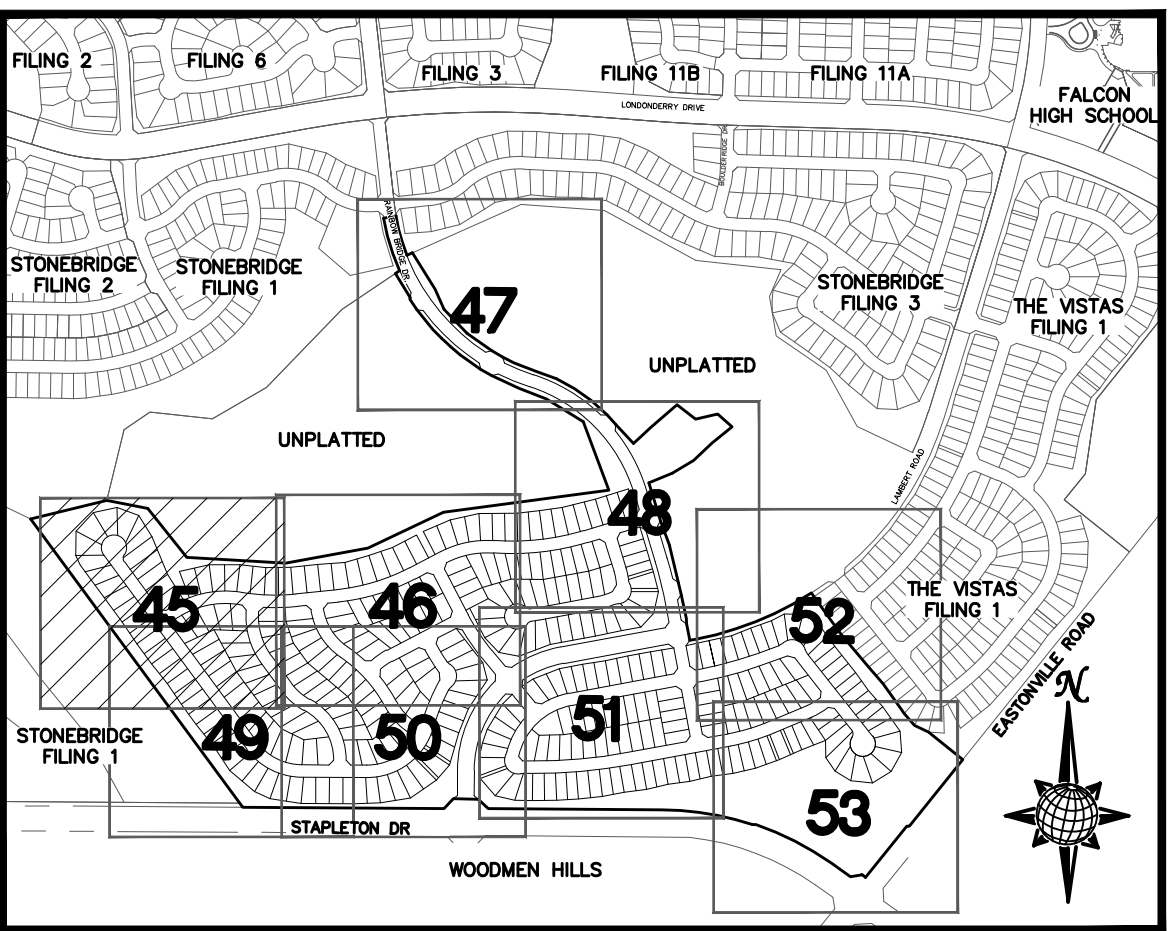 FILING 2
FILING 6
FILING 3
FILING 11B
FILING 11A
FALCON
HIGH SCHOOL
LONDONDERRY DRIVE
BOULDER RIDGE DR
RAINBOW BRIDGE DR.
STONEBRIDGE
FILING 2
STONEBRIDGE
FILING 1
STONEBRIDGE
FILING 3
THE VISTAS
FILING 1
47
UNPLATTED
UNPLATTED
LAMBERT ROAD
48
45
46
52
THE VISTAS
FILING 1
EASTONVILLE ROAD
N
STONEBRIDGE
FILING 1
49
50
51
53
STAPLETON DR
WOODMEN HILLS